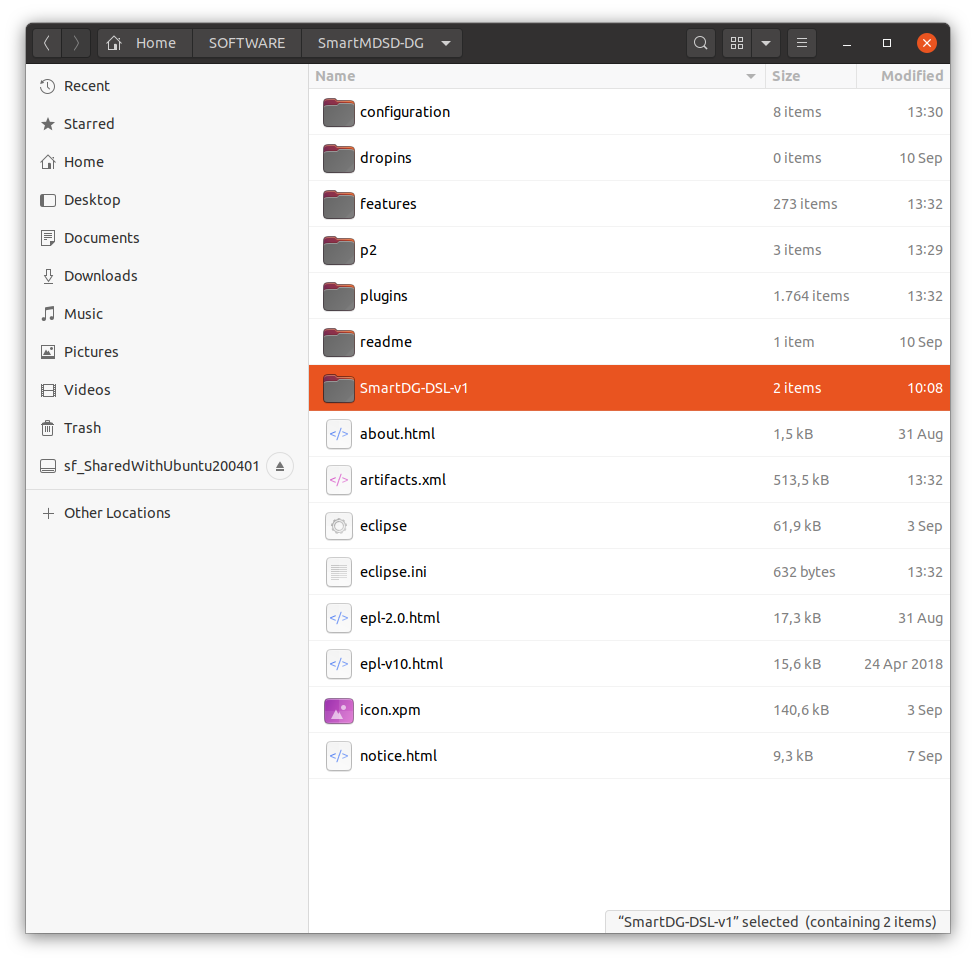 Home SOFTWARE SmartMDSD-DG
Recent
Starred
Home
Desktop
Documents
Downloads
Music
Pictures
Videos
Trash
sf_SharedWithUbuntu200401
Other Locations
Name Size Modified
configuration 8 items 13:30
dropins 0 items 10 Sep
features 273 items 13:32
p2 3 items 13:29
plugins 1.764 items 13:32
readme 1 item 10 Sep
SmartDG-DSL-v1 2 items 10:08
about.html 1,5 kB 31 Aug
artifacts.xml 513,5 kB 13:32
eclipse 61,9 kB 3 Sep
eclipse.ini 632 bytes 13:32
epl-2.0.html 17,3 kB 31 Aug
epl-v10.html 15,6 kB 24 Apr 2018
icon.xpm 140,6 kB 3 Sep
notice.html 9,3 kB 7 Sep
“SmartDG-DSL-v1” selected (containing 2 items)